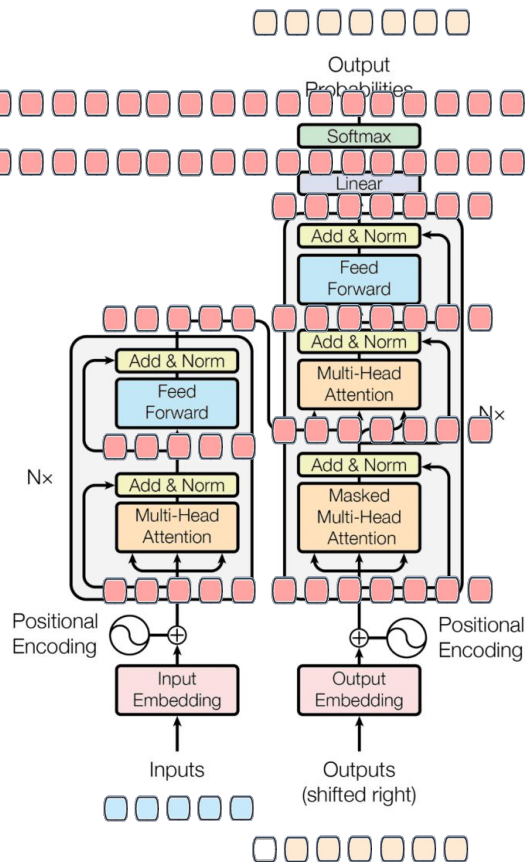 Output
Probabilities
Softmax
Linear
Add & Norm
Feed
Forward
Add & Norm
Multi-Head
Attention
N×
Add & Norm
Masked
Multi-Head
Attention
Add & Norm
Feed
Forward
N×
Add & Norm
Multi-Head
Attention
Positional
Encoding
Positional
Encoding
Input
Embedding
Output
Embedding
Inputs
Outputs
(shifted right)